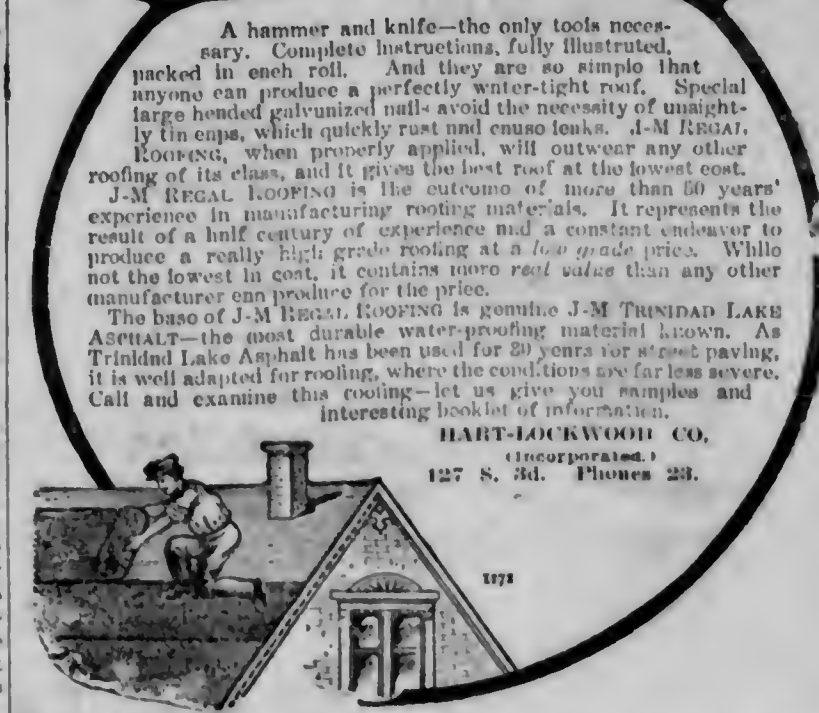 A hammer and knife—the only tools neces-
sary. Complete instructions, fully illustrated,
packed in each roll. And they are so simple that
anyone can produce a perfectly water-tight roof. Special
large headed galvanized nails avoid the necessity of unsight-
ly tin caps, which quickly rust and cause leaks. J-M REGAL
ROOFING, when properly applied, will outwear any other
roofing of its class, and it gives the best roof at the lowest cost.
J-M REGAL ROOFING is the outcome of more than 50 years'
experience in manufacturing roofing materials. It represents the
result of a half century of experience and a constant endeavor to
produce a really high grade roofing at a low grade price. While
not the lowest in cost, it contains more real value than any other
manufacturer can produce for the price.
The base of J-M REGAL ROOFING is genuine J-M TRINIDAD LAKE
ASPHALT—the most durable water-proofing material known. As
Trinidad Lake Asphalt has been used for 30 years for street paving,
it is well adapted for roofing, where the conditions are far less severe.
Call and examine this roofing—let us give you samples and
interesting booklet of information.
HART-LOCKWOOD CO.
(Incorporated.)
127 S. 3d. Phones 23.
1171